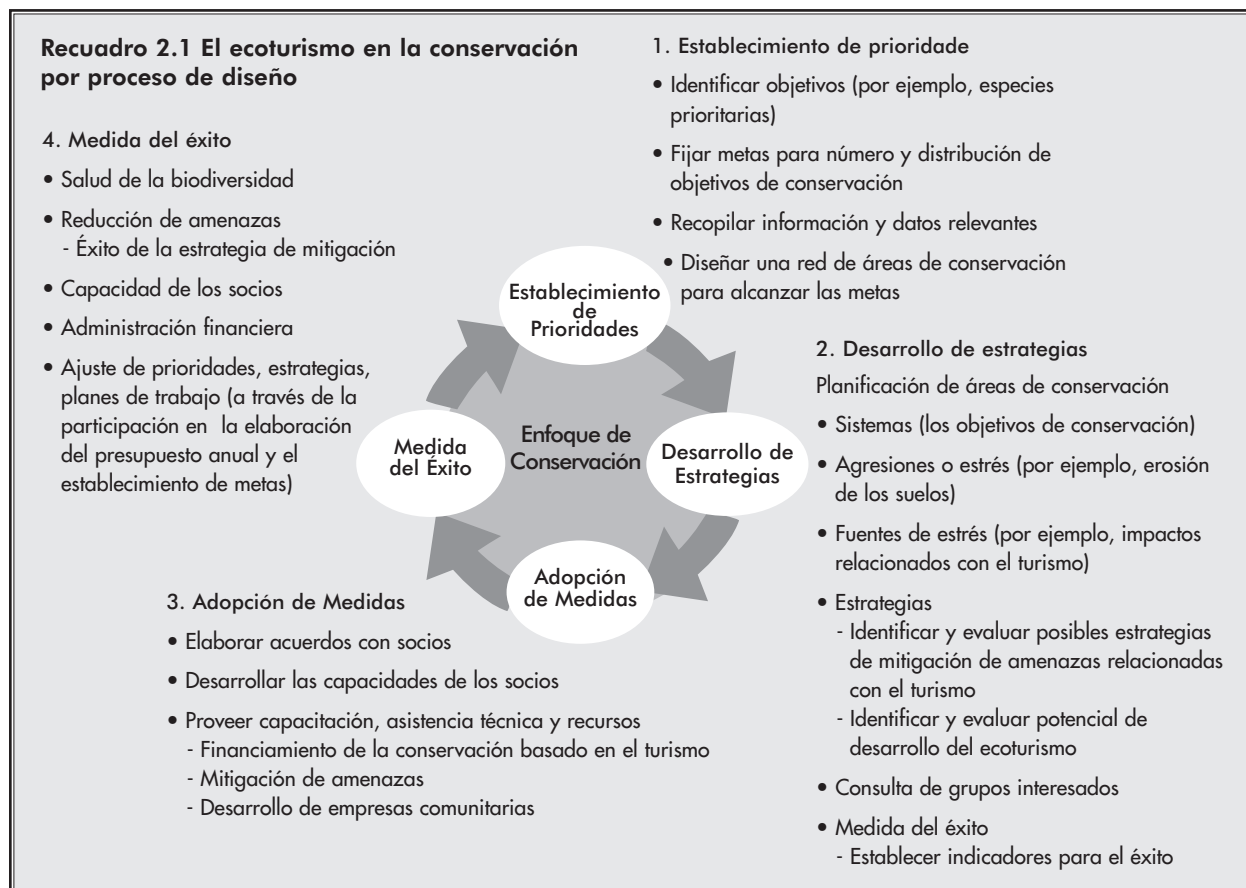 Recuadro 2.1 El ecoturismo en la conservación
por proceso de diseño
1. Establecimiento de prioridade
• Identificar objetivos (por ejemplo, especies
prioritarias)
• Fijar metas para número y distribución de
objetivos de conservación
• Recopilar información y datos relevantes
• Diseñar una red de áreas de conservación
para alcanzar las metas
2. Desarrollo de estrategias
Planificación de áreas de conservación
• Sistemas (los objetivos de conservación)
• Agresiones o estrés (por ejemplo, erosión
de los suelos)
• Fuentes de estrés (por ejemplo, impactos
relacionados con el turismo)
• Estrategias
- Identificar y evaluar posibles estrategias
de mitigación de amenazas relacionadas
con el turismo
- Identificar y evaluar potencial de
desarrollo del ecoturismo
• Consulta de grupos interesados
• Medida del éxito
- Establecer indicadores para el éxito
3. Adopción de Medidas
• Elaborar acuerdos con socios
• Desarrollar las capacidades de los socios
• Proveer capacitación, asistencia técnica y recursos
- Financiamiento de la conservación basado en el turismo
- Mitigación de amenazas
- Desarrollo de empresas comunitarias
4. Medida del éxito
• Salud de la biodiversidad
• Reducción de amenazas
- Éxito de la estrategia de mitigación
• Capacidad de los socios
• Administración financiera
• Ajuste de prioridades, estrategias,
planes de trabajo (a través de la
participación en la elaboración
del presupuesto anual y el
establecimiento de metas)
Establecimiento
de
Prioridades
Desarrollo de
Estrategias
Adopción
de Medidas
Medida
del Éxito
Enfoque de
Conservación